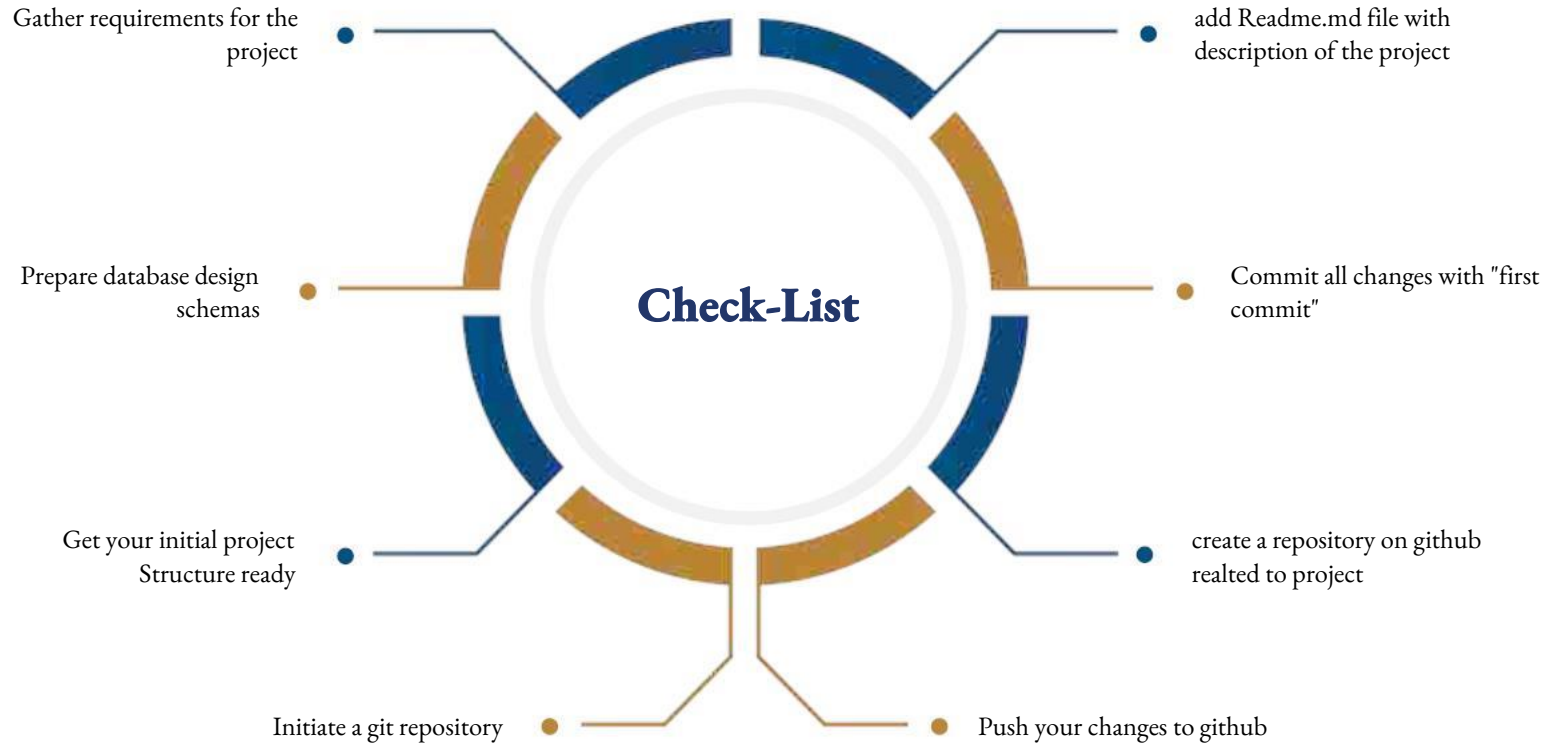 Gather requirements for the
project
Prepare database design
schemas
Get your initial project
Structure ready
Initiate a git repository
Check-List
add Readme.md file with
description of the project
Commit all changes with "first
commit"
create a repository on github
realted to project
Push your changes to github